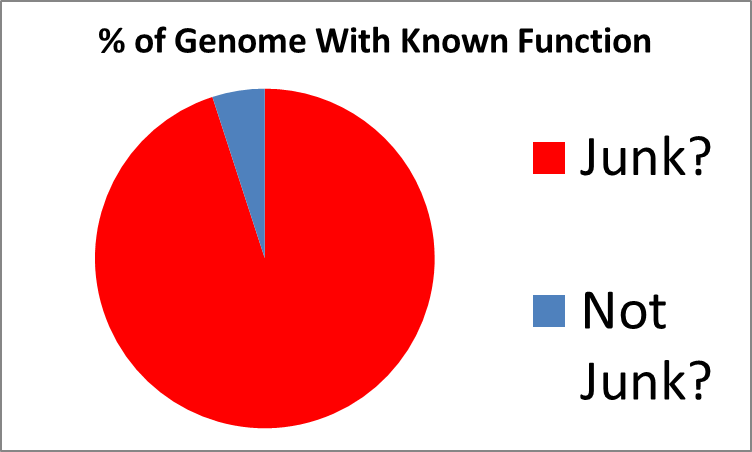 % of Genome With Known Function
Junk?
Not
Junk?